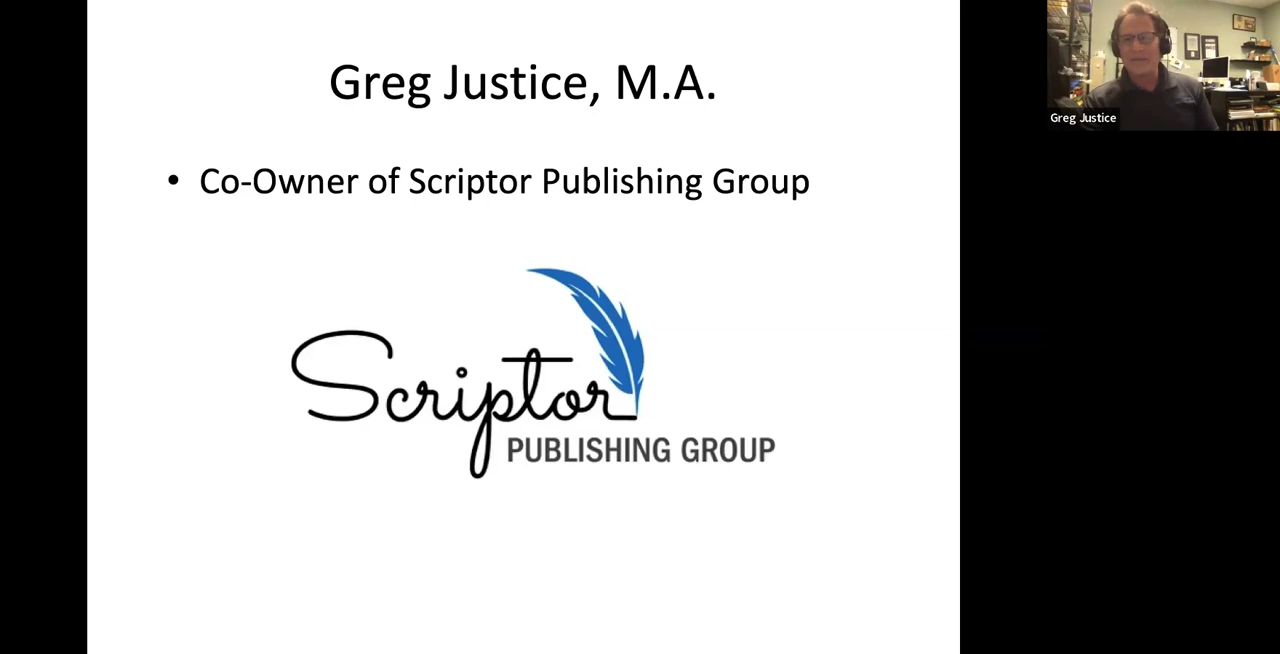 Greg Justice, M.A.
• Co-Owner of Scriptor Publishing Group
Scriptor
PUBLISHING GROUP
Greg Justice